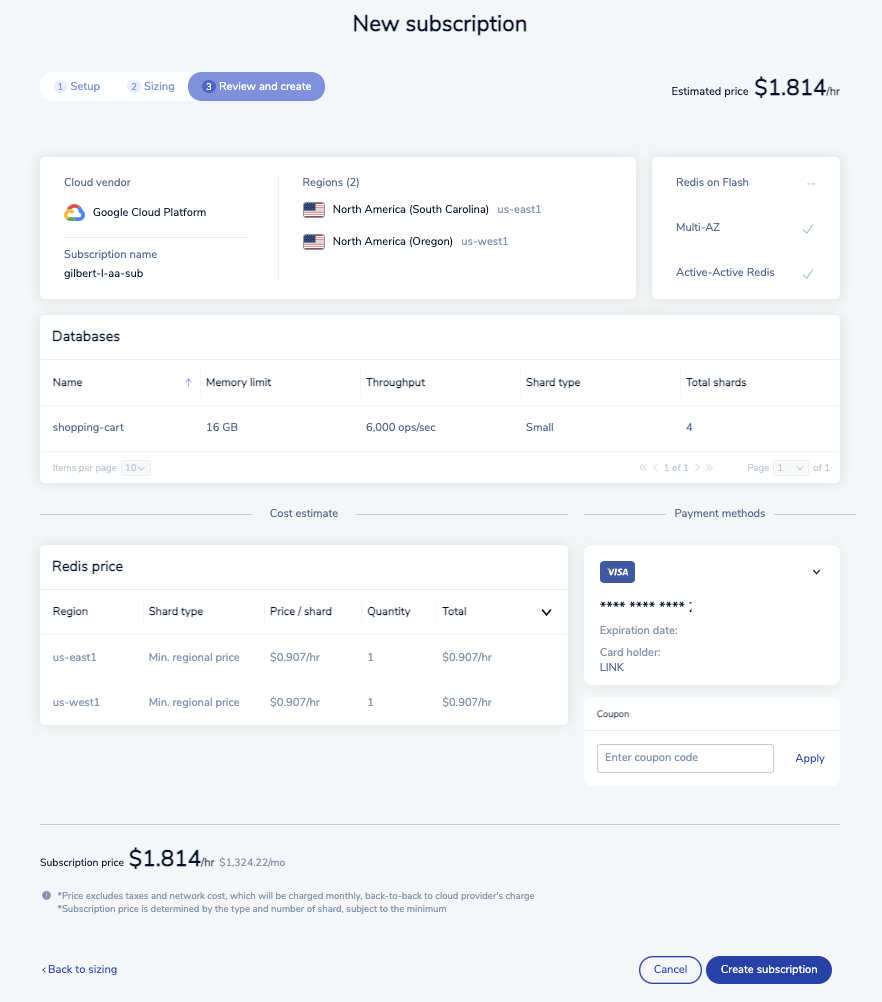 New subscription
1 Setup 2 Sizing 3 Review and create
Estimated price $1.814/hr
Cloud vendor
Google Cloud Platform
Subscription name
gilbert-l-aa-sub
Regions (2)
North America (South Carolina) us-east1
North America (Oregon) us-west1
Redis on Flash --
Multi-AZ
Active-Active Redis
Databases
Name Memory limit Throughput Shard type Total shards
shopping-cart 16 GB 6,000 ops/sec Small 4
Items per page 10 1 of 1 Page 1 of 1
Cost estimate
Redis price
Region Shard type Price / shard Quantity Total
us-east1 Min. regional price $0.907/hr 1 $0.907/hr
us-west1 Min. regional price $0.907/hr 1 $0.907/hr
Payment methods
VISA
**** **** ****
Expiration date:
Card holder:
LINK
Coupon
Enter coupon code Apply
Subscription price $1.814/hr $1,324.22/mo
*Price excludes taxes and network cost, which will be charged monthly, back-to-back to cloud provider's charge
*Subscription price is determined by the type and number of shard, subject to the minimum
Back to sizing
Cancel Create subscription